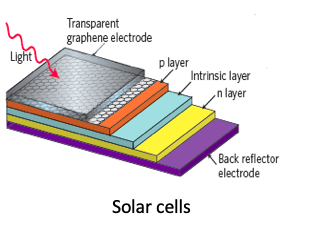 Transparent
graphene electrode
Light
p layer
Intrinsic layer
n layer
Back reflector
electrode
Solar cells